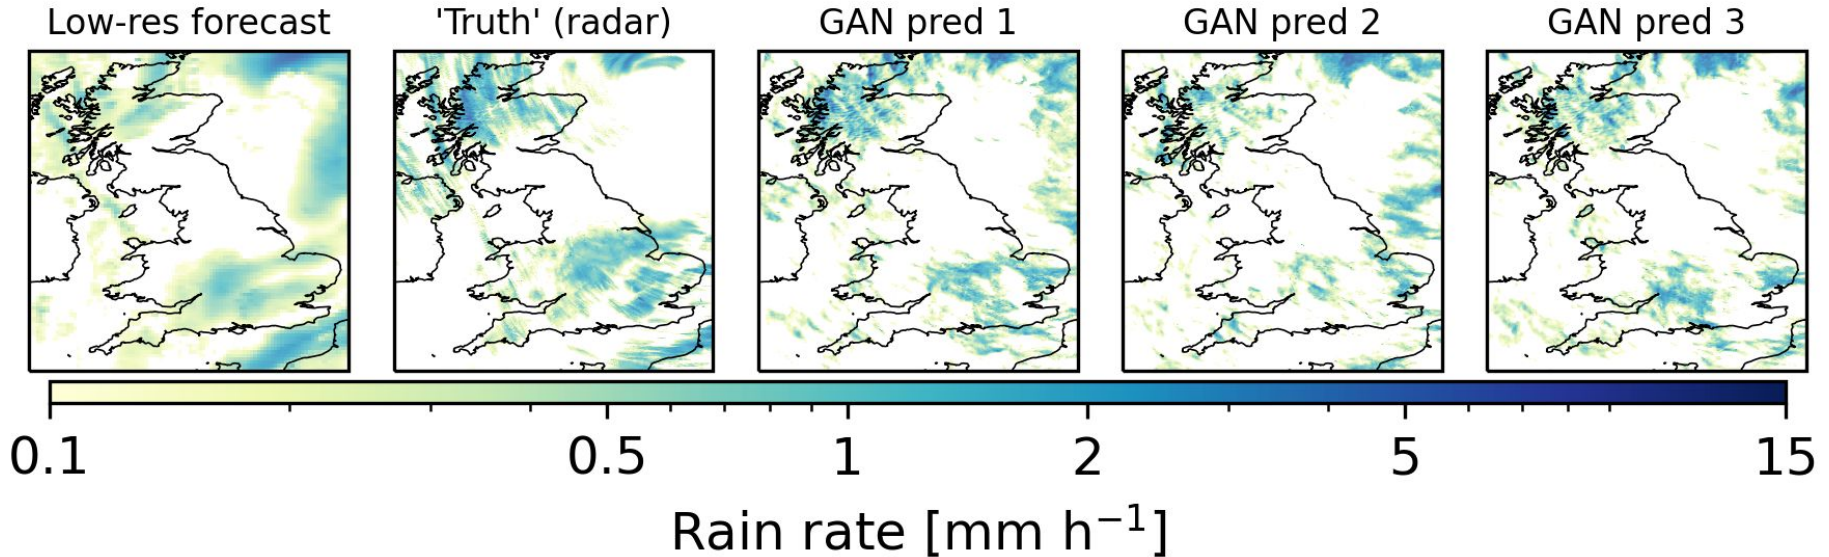 Low-res forecast 'Truth' (radar) GAN pred 1 GAN pred 2 GAN pred 3
0.1 0.5 1 2 5 15
Rain rate [mm h⁻¹]